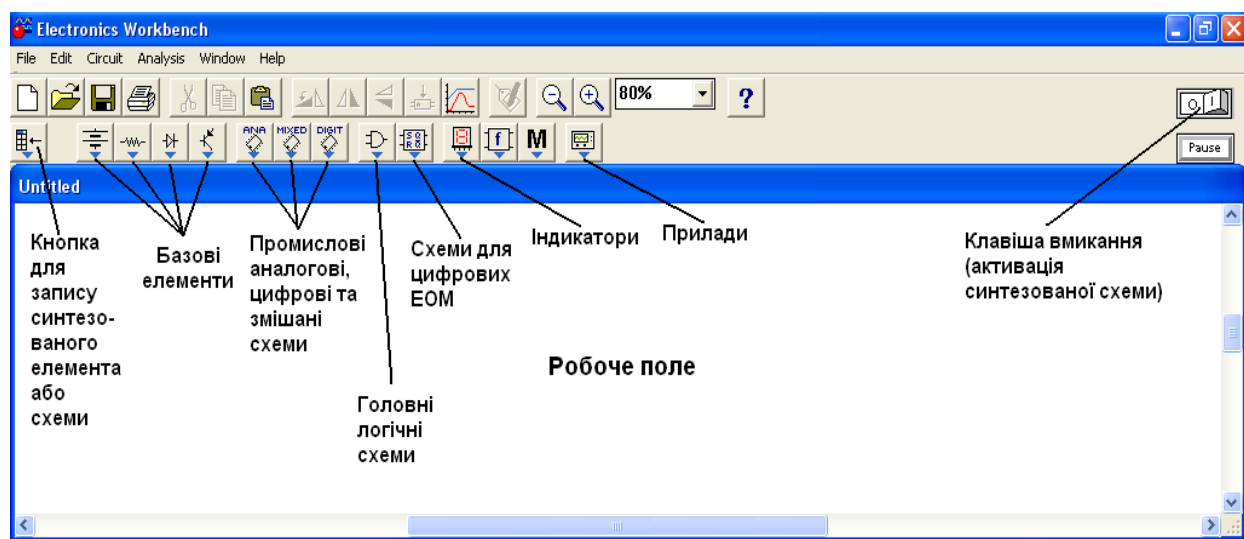 Electronics Workbench
File Edit Circuit Analysis Window Help
80%
?
0 1
ANA MIXED DIGIT
f
M
Pause
Untitled
Кнопка
для
запису
синтезо-
ваного
елемента
або
схеми
Базові
елементи
Промислові
аналогові,
цифрові та
змішані
схеми
Головні
логічні
схеми
Схеми для
цифрових
ЕОМ
Індикатори
Прилади
Клавіша вмикання
(активація
синтезованої схеми)
Робоче поле